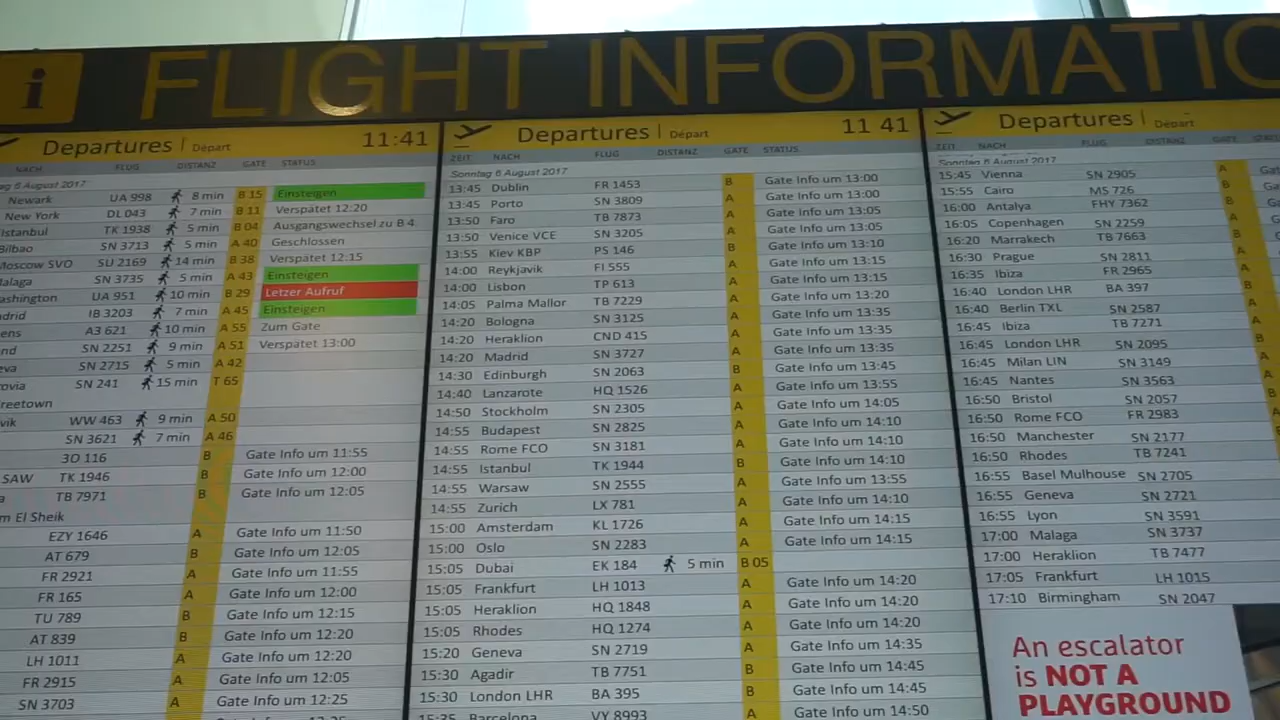 i FLIGHT INFORMATIO
Departures | Départ 11:41
NACH FLUG DISTANZ GATE STATUS
ag 6 August 2017
Newark UA 998 8 min B 15 Einsteigen
New York DL 043 7 min B 11 Verspätet 12:20
Istanbul TK 1938 5 min B 04 Ausgangswechsel zu B 4
Bilbao SN 3713 5 min A 40 Geschlossen
Moscow SVO SU 2169 14 min B 38 Verspätet 12:15
alaga SN 3735 5 min A 43 Einsteigen
ashington UA 951 10 min B 29 Letzer Aufruf
drid IB 3203 7 min A 45 Einsteigen
ens A3 621 10 min A 55 Zum Gate
nd SN 2251 9 min A 51 Verspätet 13:00
eva SN 2715 5 min A 42
rovia SN 241 15 min T 65
reetown
vik WW 463 9 min A 50
SN 3621 7 min A 46
3O 116 B Gate Info um 11:55
SAW TK 1946 B Gate Info um 12:00
a TB 7971 B Gate Info um 12:05
m El Sheik
EZY 1646 A Gate Info um 11:50
AT 679 B Gate Info um 12:05
FR 2921 A Gate Info um 11:55
FR 165 A Gate Info um 12:00
TU 789 B Gate Info um 12:15
AT 839 B Gate Info um 12:20
LH 1011 A Gate Info um 12:20
FR 2915 A Gate Info um 12:05
SN 3703 A Gate Info um 12:25
Departures | Départ 11 41
ZEIT NACH FLUG DISTANZ GATE STATUS
Sonntag 6 August 2017
13:45 Dublin FR 1453 B Gate Info um 13:00
13:45 Porto SN 3809 A Gate Info um 13:00
13:50 Faro TB 7873 A Gate Info um 13:05
13:50 Venice VCE SN 3205 A Gate Info um 13:05
13:55 Kiev KBP PS 146 B Gate Info um 13:10
14:00 Reykjavik FI 555 A Gate Info um 13:15
14:00 Lisbon TP 613 A Gate Info um 13:15
14:05 Palma Mallor TB 7229 A Gate Info um 13:20
14:20 Bologna SN 3125 A Gate Info um 13:35
14:20 Heraklion CND 415 A Gate Info um 13:35
14:20 Madrid SN 3727 A Gate Info um 13:35
14:30 Edinburgh SN 2063 B Gate Info um 13:45
14:40 Lanzarote HQ 1526 A Gate Info um 13:55
14:50 Stockholm SN 2305 A Gate Info um 14:05
14:55 Budapest SN 2825 A Gate Info um 14:10
14:55 Rome FCO SN 3181 A Gate Info um 14:10
14:55 Istanbul TK 1944 B Gate Info um 14:10
14:55 Warsaw SN 2555 A Gate Info um 13:55
14:55 Zurich LX 781 A Gate Info um 14:10
15:00 Amsterdam KL 1726 A Gate Info um 14:15
15:00 Oslo SN 2283 A Gate Info um 14:15
15:05 Dubai EK 184 5 min B 05
15:05 Frankfurt LH 1013 A Gate Info um 14:20
15:05 Heraklion HQ 1848 A Gate Info um 14:20
15:05 Rhodes HQ 1274 A Gate Info um 14:20
15:20 Geneva SN 2719 A Gate Info um 14:35
15:30 Agadir TB 7751 B Gate Info um 14:45
15:30 London LHR BA 395 B Gate Info um 14:45
15:35 Barcelona VY 8993 A Gate Info um 14:50
Departures | Départ
ZEIT NACH FLUG DISTANZ GATE
Sonntag 6 August 2017
15:45 Vienna SN 2905 A
15:55 Cairo MS 726 B
16:00 Antalya FHY 7362 B
16:05 Copenhagen SN 2259 A
16:20 Marrakech TB 7663 B
16:30 Prague SN 2811 A
16:35 Ibiza FR 2965 A
16:40 London LHR BA 397 B
16:40 Berlin TXL SN 2587 A
16:45 Ibiza TB 7271
16:45 London LHR SN 2095
16:45 Milan LIN SN 3149
16:45 Nantes SN 3563
16:50 Bristol SN 2057
16:50 Rome FCO FR 2983
16:50 Manchester SN 2177
16:50 Rhodes TB 7241
16:55 Basel Mulhouse SN 2705
16:55 Geneva SN 2721
16:55 Lyon SN 3591
17:00 Malaga SN 3737
17:00 Heraklion TB 7477
17:05 Frankfurt LH 1015
17:10 Birmingham SN 2047
An escalator
is NOT A
PLAYGROUND